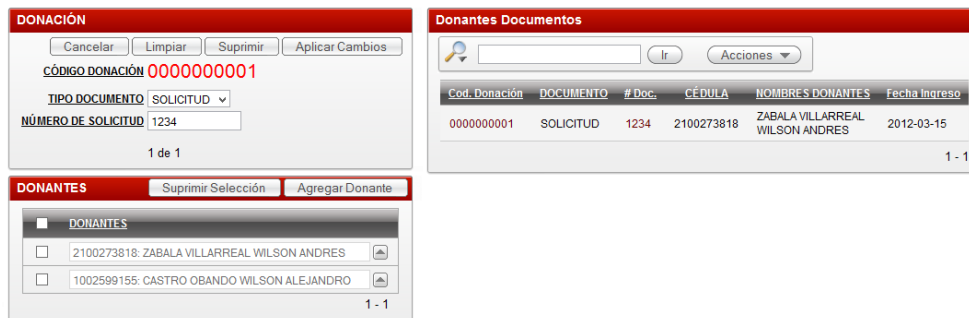 DONACIÓN
Cancelar Limpiar Suprimir Aplicar Cambios
CÓDIGO DONACIÓN 0000000001
TIPO DOCUMENTO SOLICITUD
NÚMERO DE SOLICITUD 1234
1 de 1
DONANTES Suprimir Selección Agregar Donante
DONANTES
2100273818: ZABALA VILLARREAL WILSON ANDRES
1002599155: CASTRO OBANDO WILSON ALEJANDRO
1 - 1
Donantes Documentos
Ir Acciones
Cod. Donación DOCUMENTO # Doc. CÉDULA NOMBRES DONANTES Fecha Ingreso
0000000001 SOLICITUD 1234 2100273818 ZABALA VILLARREAL WILSON ANDRES 2012-03-15
1 - 1